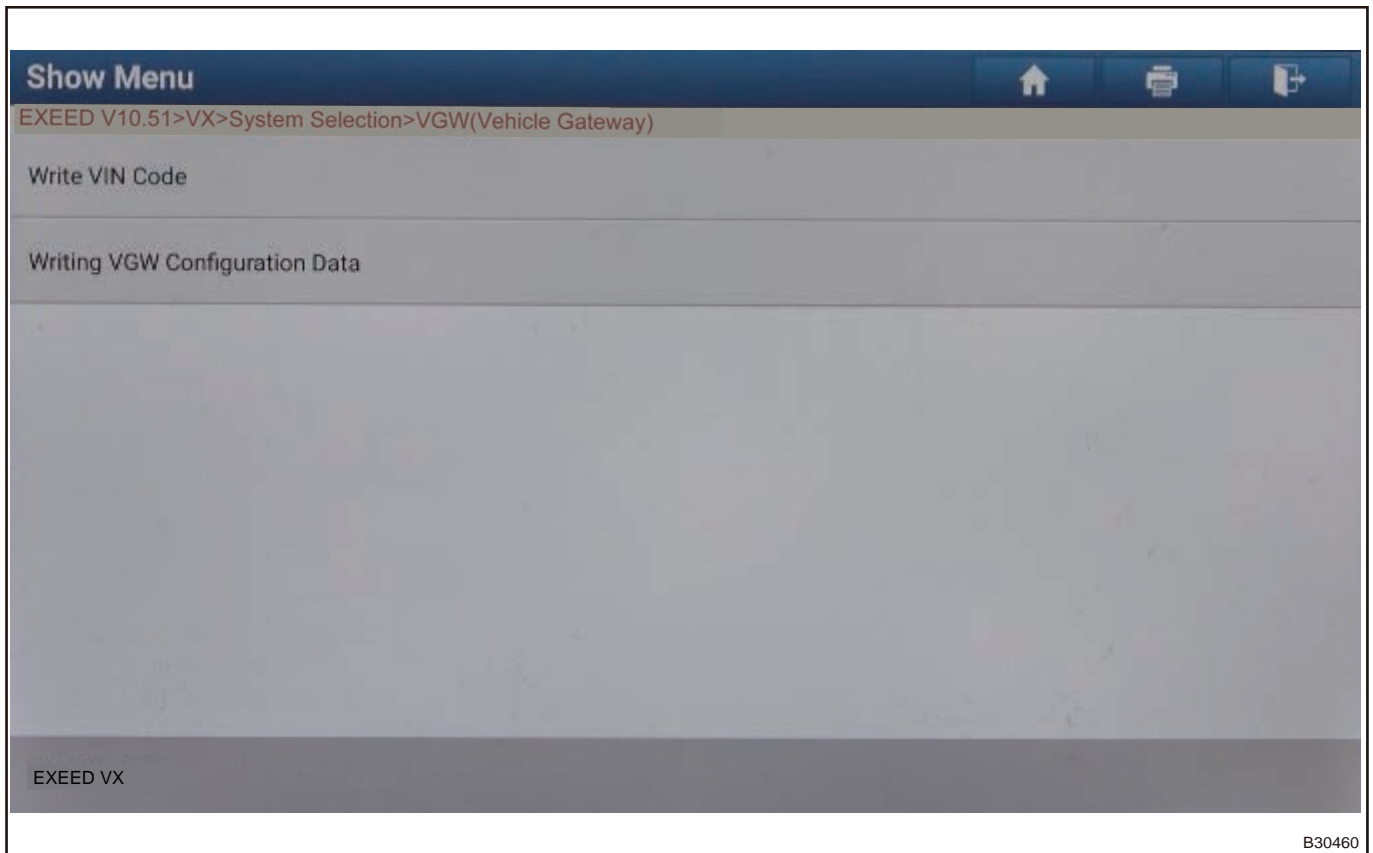 Show Menu
EXEED V10.51>VX>System Selection>VGW(Vehicle Gateway)
Write VIN Code
Writing VGW Configuration Data
EXEED VX
B30460